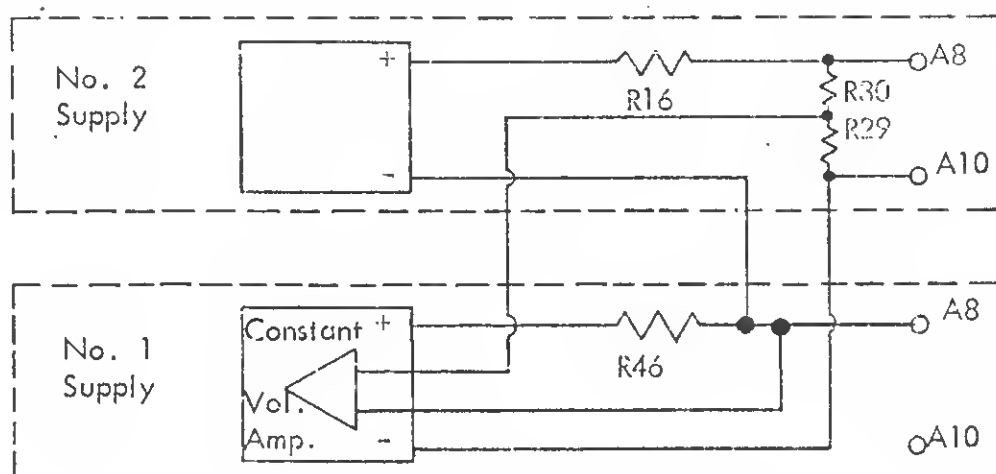 No. 2
Supply
+
-
R16
R30
R29
A8
A10
No. 1
Supply
Constant
Vol.
Amp.
+
-
R46
A8
A10